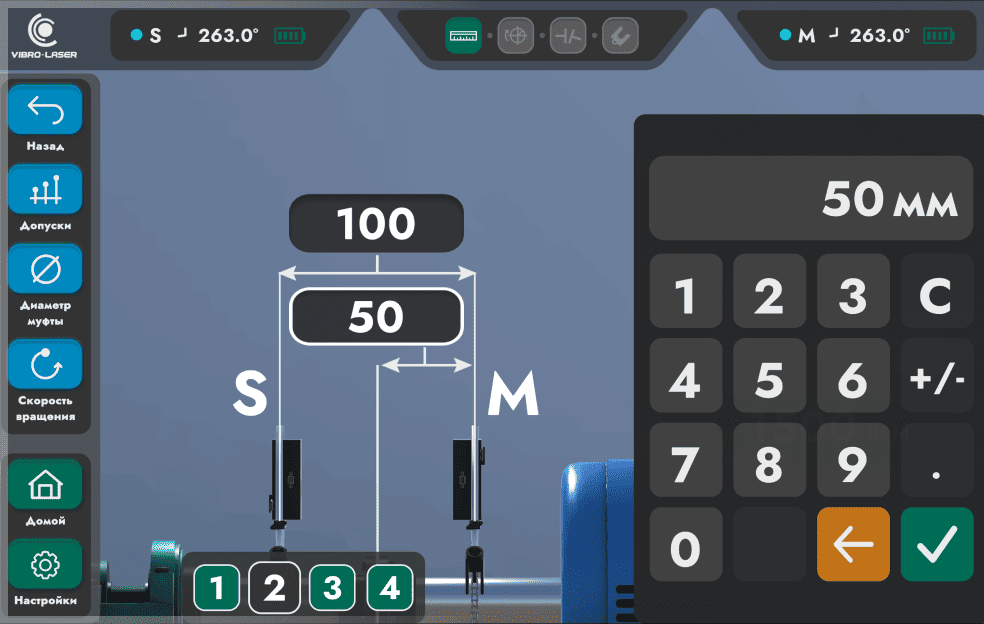 VIBRO-LASER
S 263.0°
M 263.0°
Назад
Допуски
Диаметр
муфты
Скорость
вращения
Домой
Настройки
100
50
S
M
1 2 3 4
50 мм
1 2 3 C
4 5 6 +/-
7 8 9 .
0